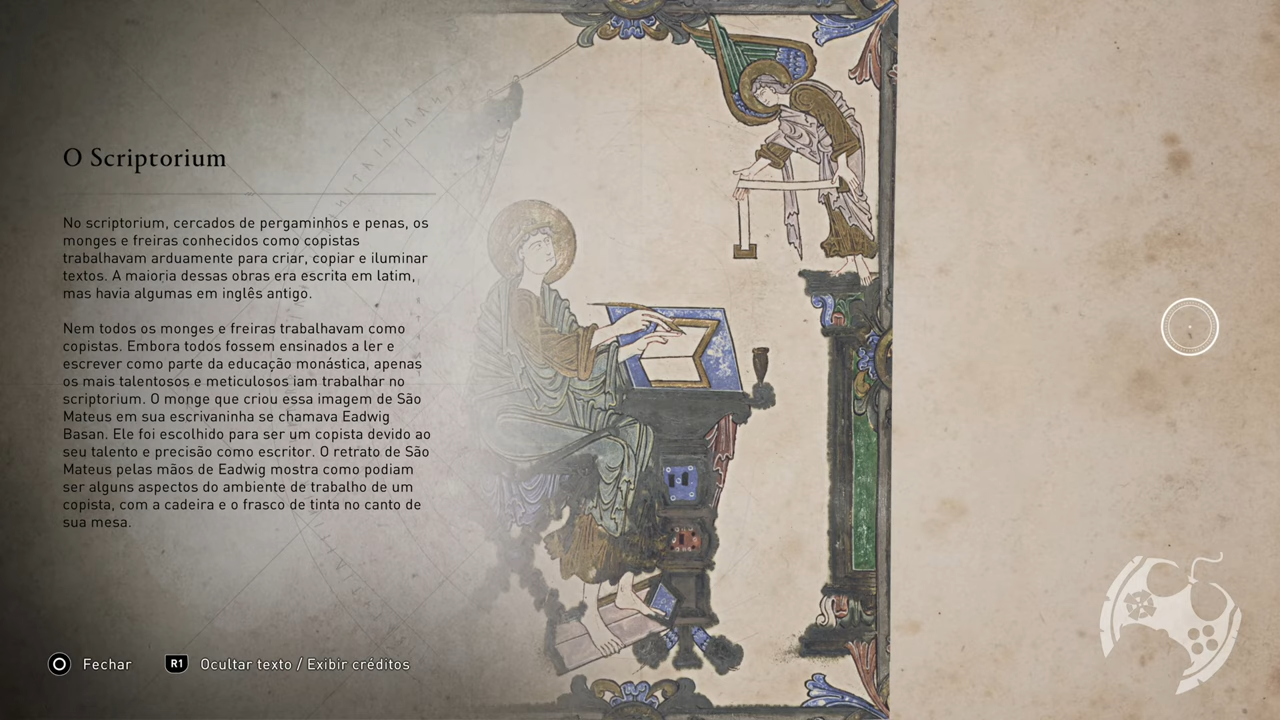 O Scriptorium
No scriptorium, cercados de pergaminhos e penas, os
monges e freiras conhecidos como copistas
trabalhavam arduamente para criar, copiar e iluminar
textos. A maioria dessas obras era escrita em latim,
mas havia algumas em inglês antigo.
Nem todos os monges e freiras trabalhavam como
copistas. Embora todos fossem ensinados a ler e
escrever como parte da educação monástica, apenas
os mais talentosos e meticulosos iam trabalhar no
scriptorium. O monge que criou essa imagem de São
Mateus em sua escrivaninha se chamava Eadwig
Basan. Ele foi escolhido para ser um copista devido ao
seu talento e precisão como escritor. O retrato de São
Mateus pelas mãos de Eadwig mostra como podiam
ser alguns aspectos do ambiente de trabalho de um
copista, com a cadeira e o frasco de tinta no canto de
sua mesa.
Fechar
R1 Ocultar texto / Exibir créditos